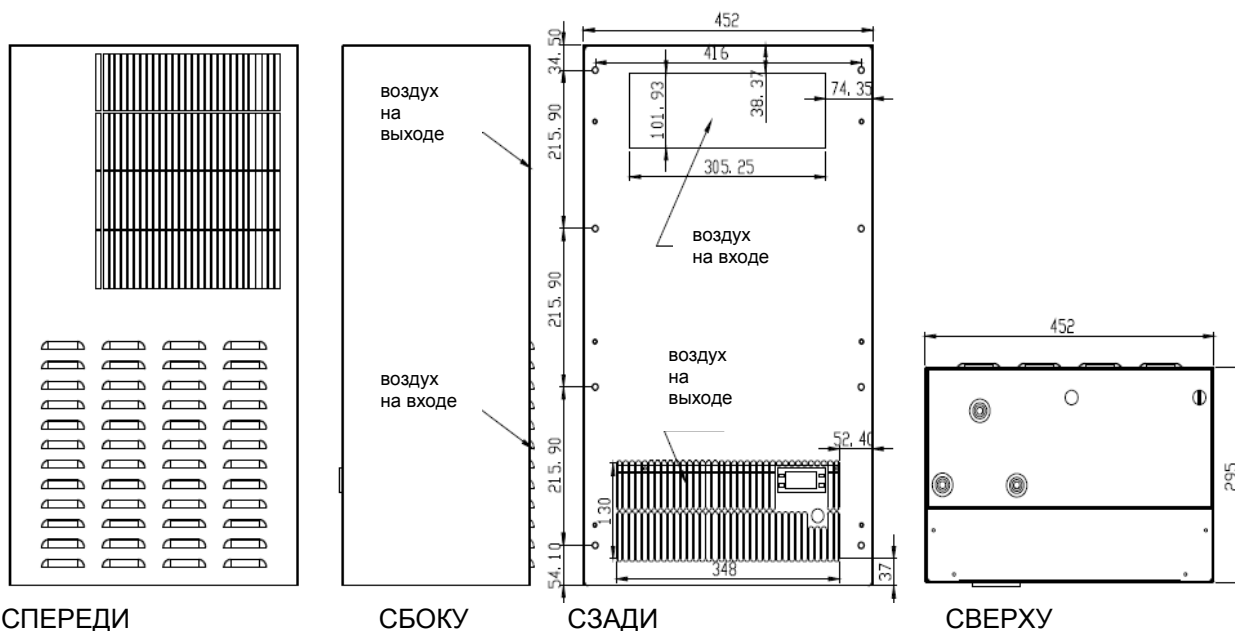 452
416
34.50
38.37
74.35
101.93
215.90
305.25
воздух
на
выходе
воздух
на входе
215.90
воздух
на входе
воздух
на
выходе
215.90
52.40
130
348
54.10
37
452
295
СПЕРЕДИ
СБОКУ
СЗАДИ
СВЕРХУ